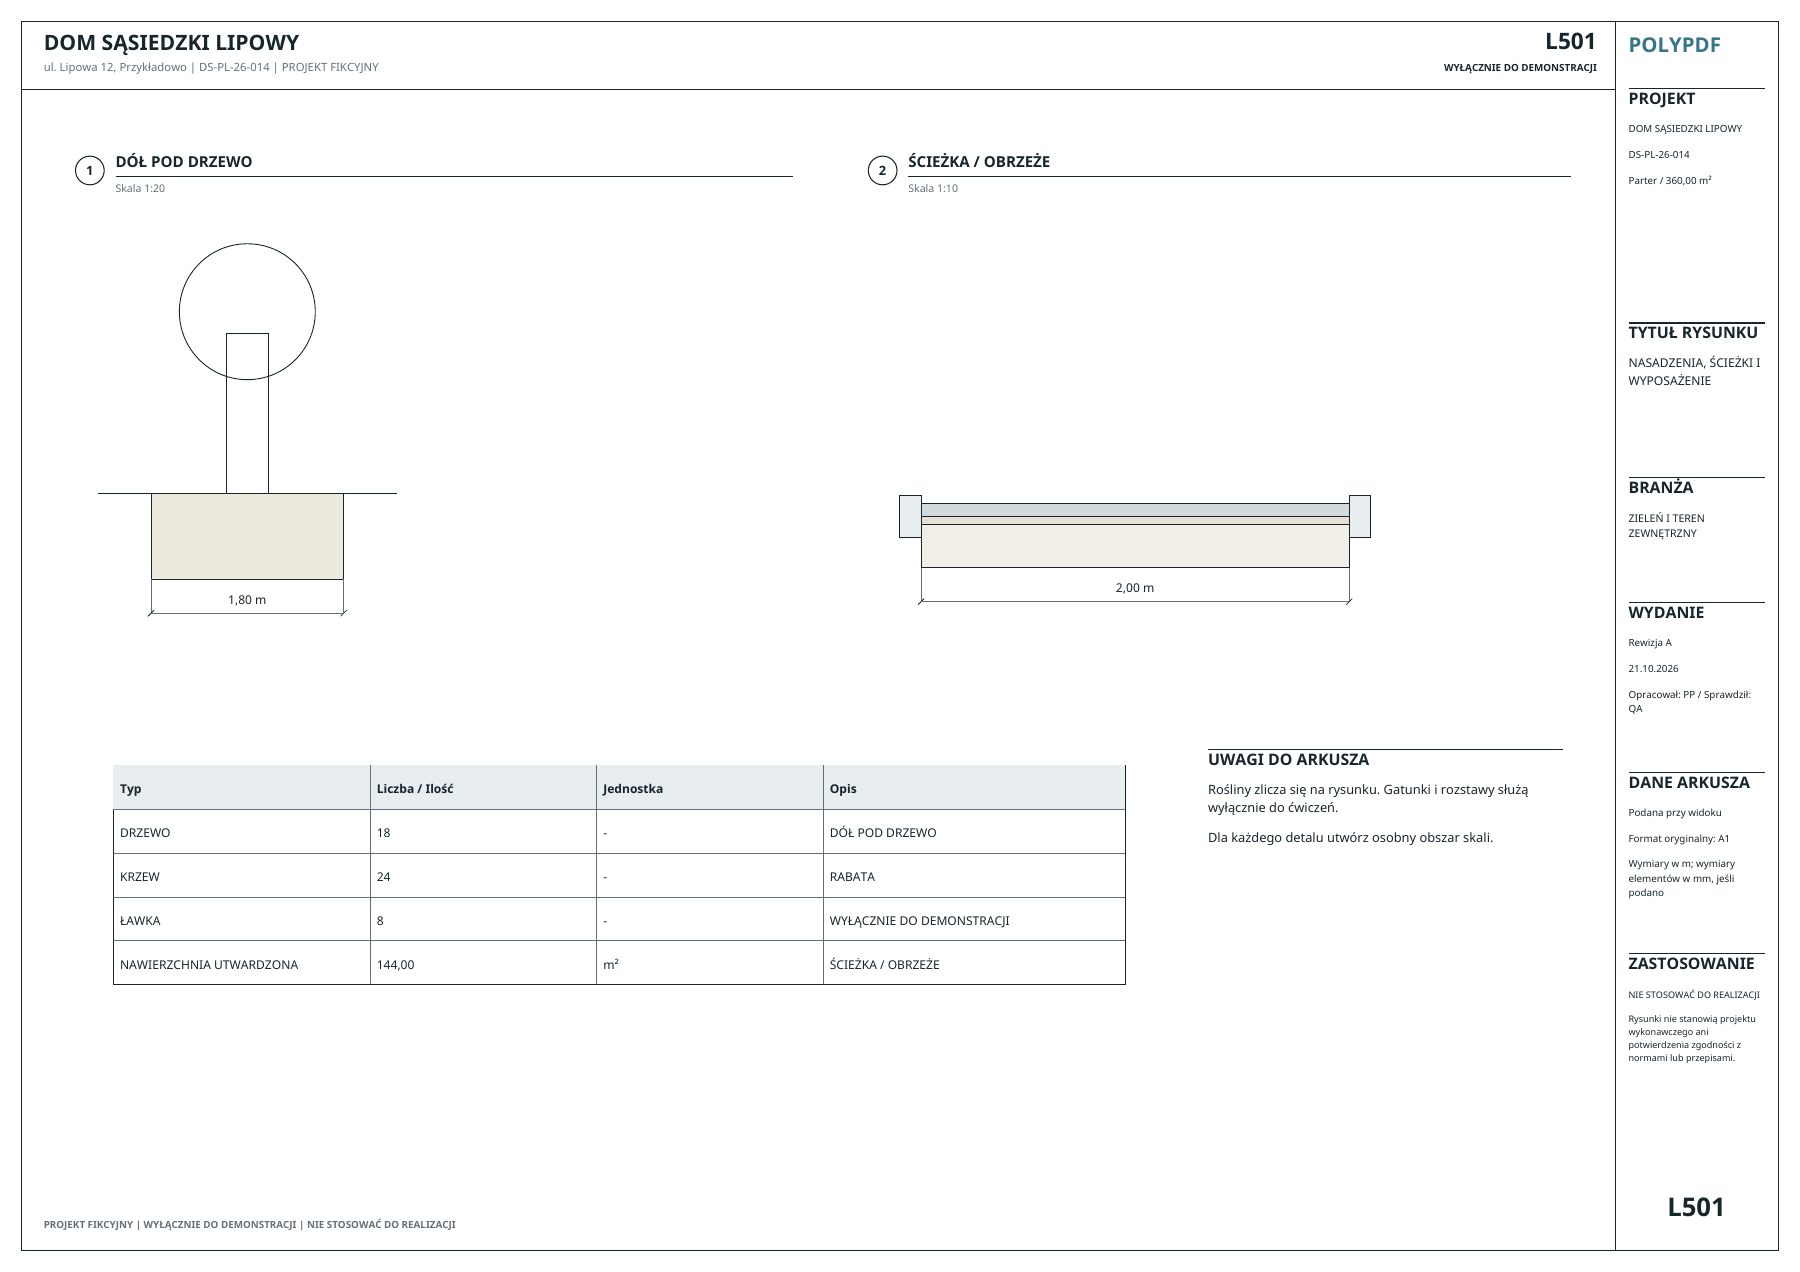 DOM SĄSIEDZKI LIPOWY
ul. Lipowa 12, Przykładowo | DS-PL-26-014 | PROJEKT FIKCYJNY
L501
WYŁĄCZNIE DO DEMONSTRACJI
1
DÓŁ POD DRZEWO
Skala 1:20
2
ŚCIEŻKA / OBRZEŻE
Skala 1:10
1,80 m
2,00 m
Typ Liczba / Ilość Jednostka Opis
DRZEWO 18 - DÓŁ POD DRZEWO
KRZEW 24 - RABATA
ŁAWKA 8 - WYŁĄCZNIE DO DEMONSTRACJI
NAWIERZCHNIA UTWARDZONA 144,00 m² ŚCIEŻKA / OBRZEŻE
UWAGI DO ARKUSZA
Rośliny zlicza się na rysunku. Gatunki i rozstawy służą
wyłącznie do ćwiczeń.
Dla każdego detalu utwórz osobny obszar skali.
POLYPDF
PROJEKT
DOM SĄSIEDZKI LIPOWY
DS-PL-26-014
Parter / 360,00 m²
TYTUŁ RYSUNKU
NASADZENIA, ŚCIEŻKI I
WYPOSAŻENIE
BRANŻA
ZIELEŃ I TEREN
ZEWNĘTRZNY
WYDANIE
Rewizja A
21.10.2026
Opracował: PP / Sprawdził:
QA
DANE ARKUSZA
Podana przy widoku
Format oryginalny: A1
Wymiary w m; wymiary
elementów w mm, jeśli
podano
ZASTOSOWANIE
NIE STOSOWAĆ DO REALIZACJI
Rysunki nie stanowią projektu
wykonawczego ani
potwierdzenia zgodności z
normami lub przepisami.
L501
PROJEKT FIKCYJNY | WYŁĄCZNIE DO DEMONSTRACJI | NIE STOSOWAĆ DO REALIZACJI